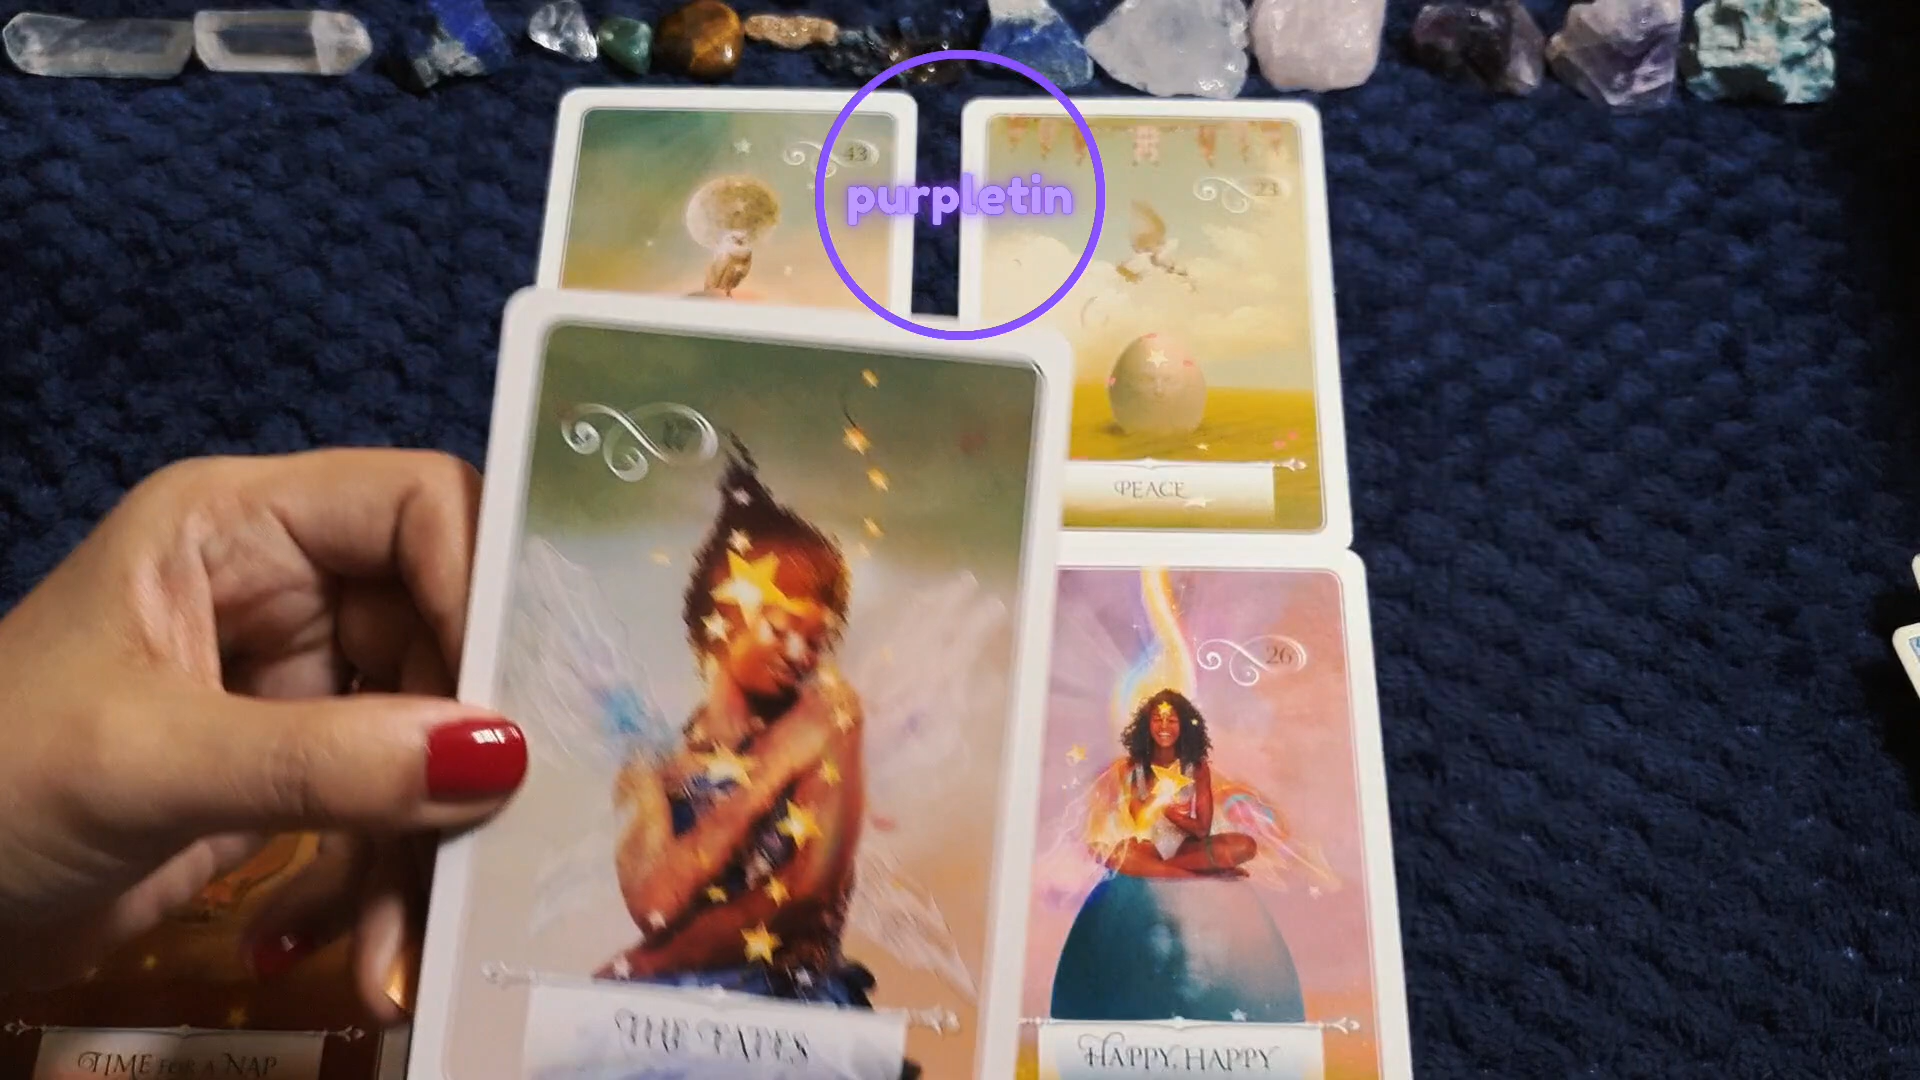 43
purpletin
23
PEACE
26
THE FATES
TIME FOR A NAP
HAPPY, HAPPY